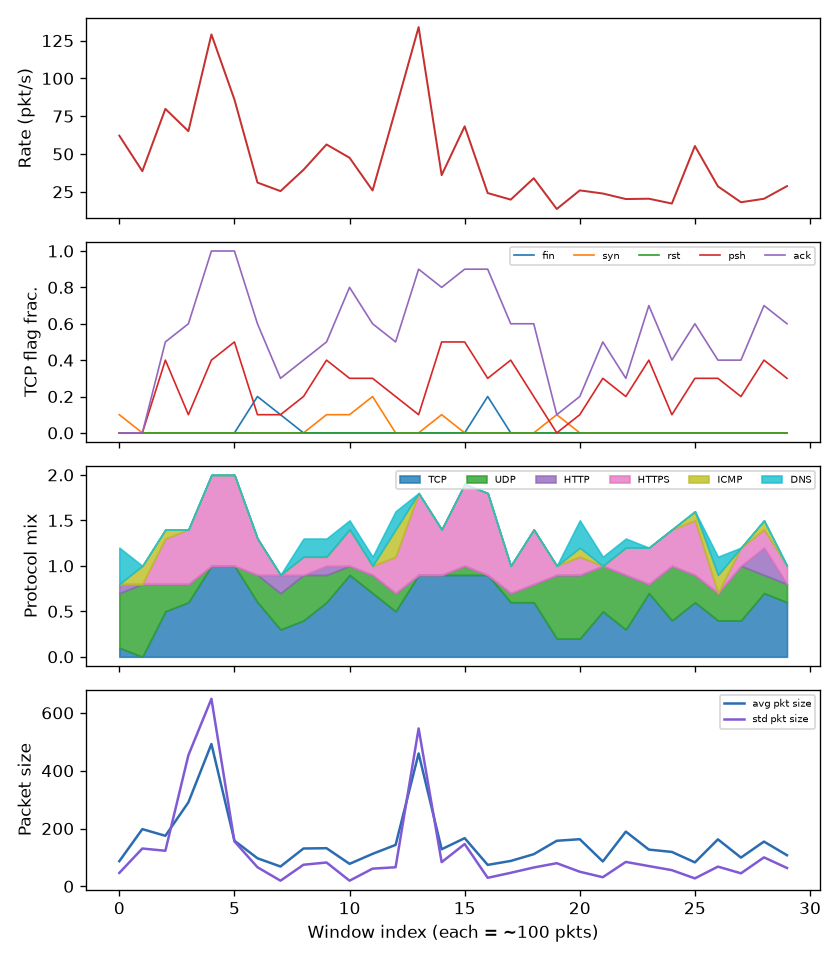 125
100
75
50
25
Rate (pkt/s)
1.0
0.8
0.6
0.4
0.2
0.0
TCP flag frac.
fin syn rst psh ack
2.0
1.5
1.0
0.5
0.0
Protocol mix
TCP UDP HTTP HTTPS ICMP DNS
600
400
200
0
Packet size
avg pkt size
std pkt size
0 5 10 15 20 25 30
Window index (each = ~100 pkts)